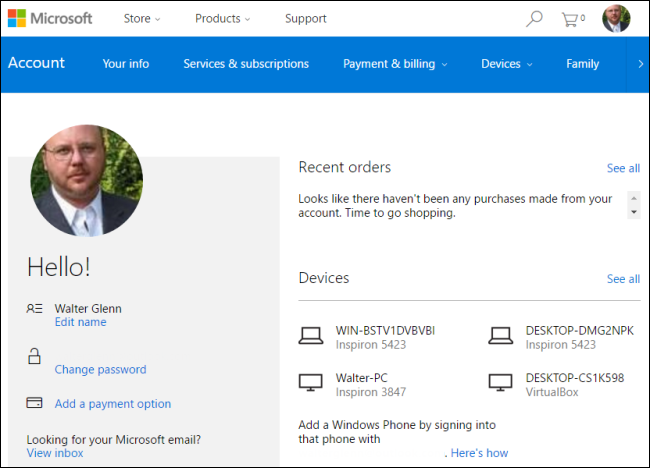 Microsoft Store Products Support 0
Account Your info Services & subscriptions Payment & billing Devices Family
Hello!
Walter Glenn
Edit name
Change password
Add a payment option
Looking for your Microsoft email?
View inbox
Recent orders See all
Looks like there haven't been any purchases made from your
account. Time to go shopping.
Devices See all
WIN-BSTV1DVBVBI
Inspiron 5423
DESKTOP-DMG2NPK
Inspiron 5423
Walter-PC
Inspiron 3847
DESKTOP-CS1K598
VirtualBox
Add a Windows Phone by signing into
that phone with
. Here's how